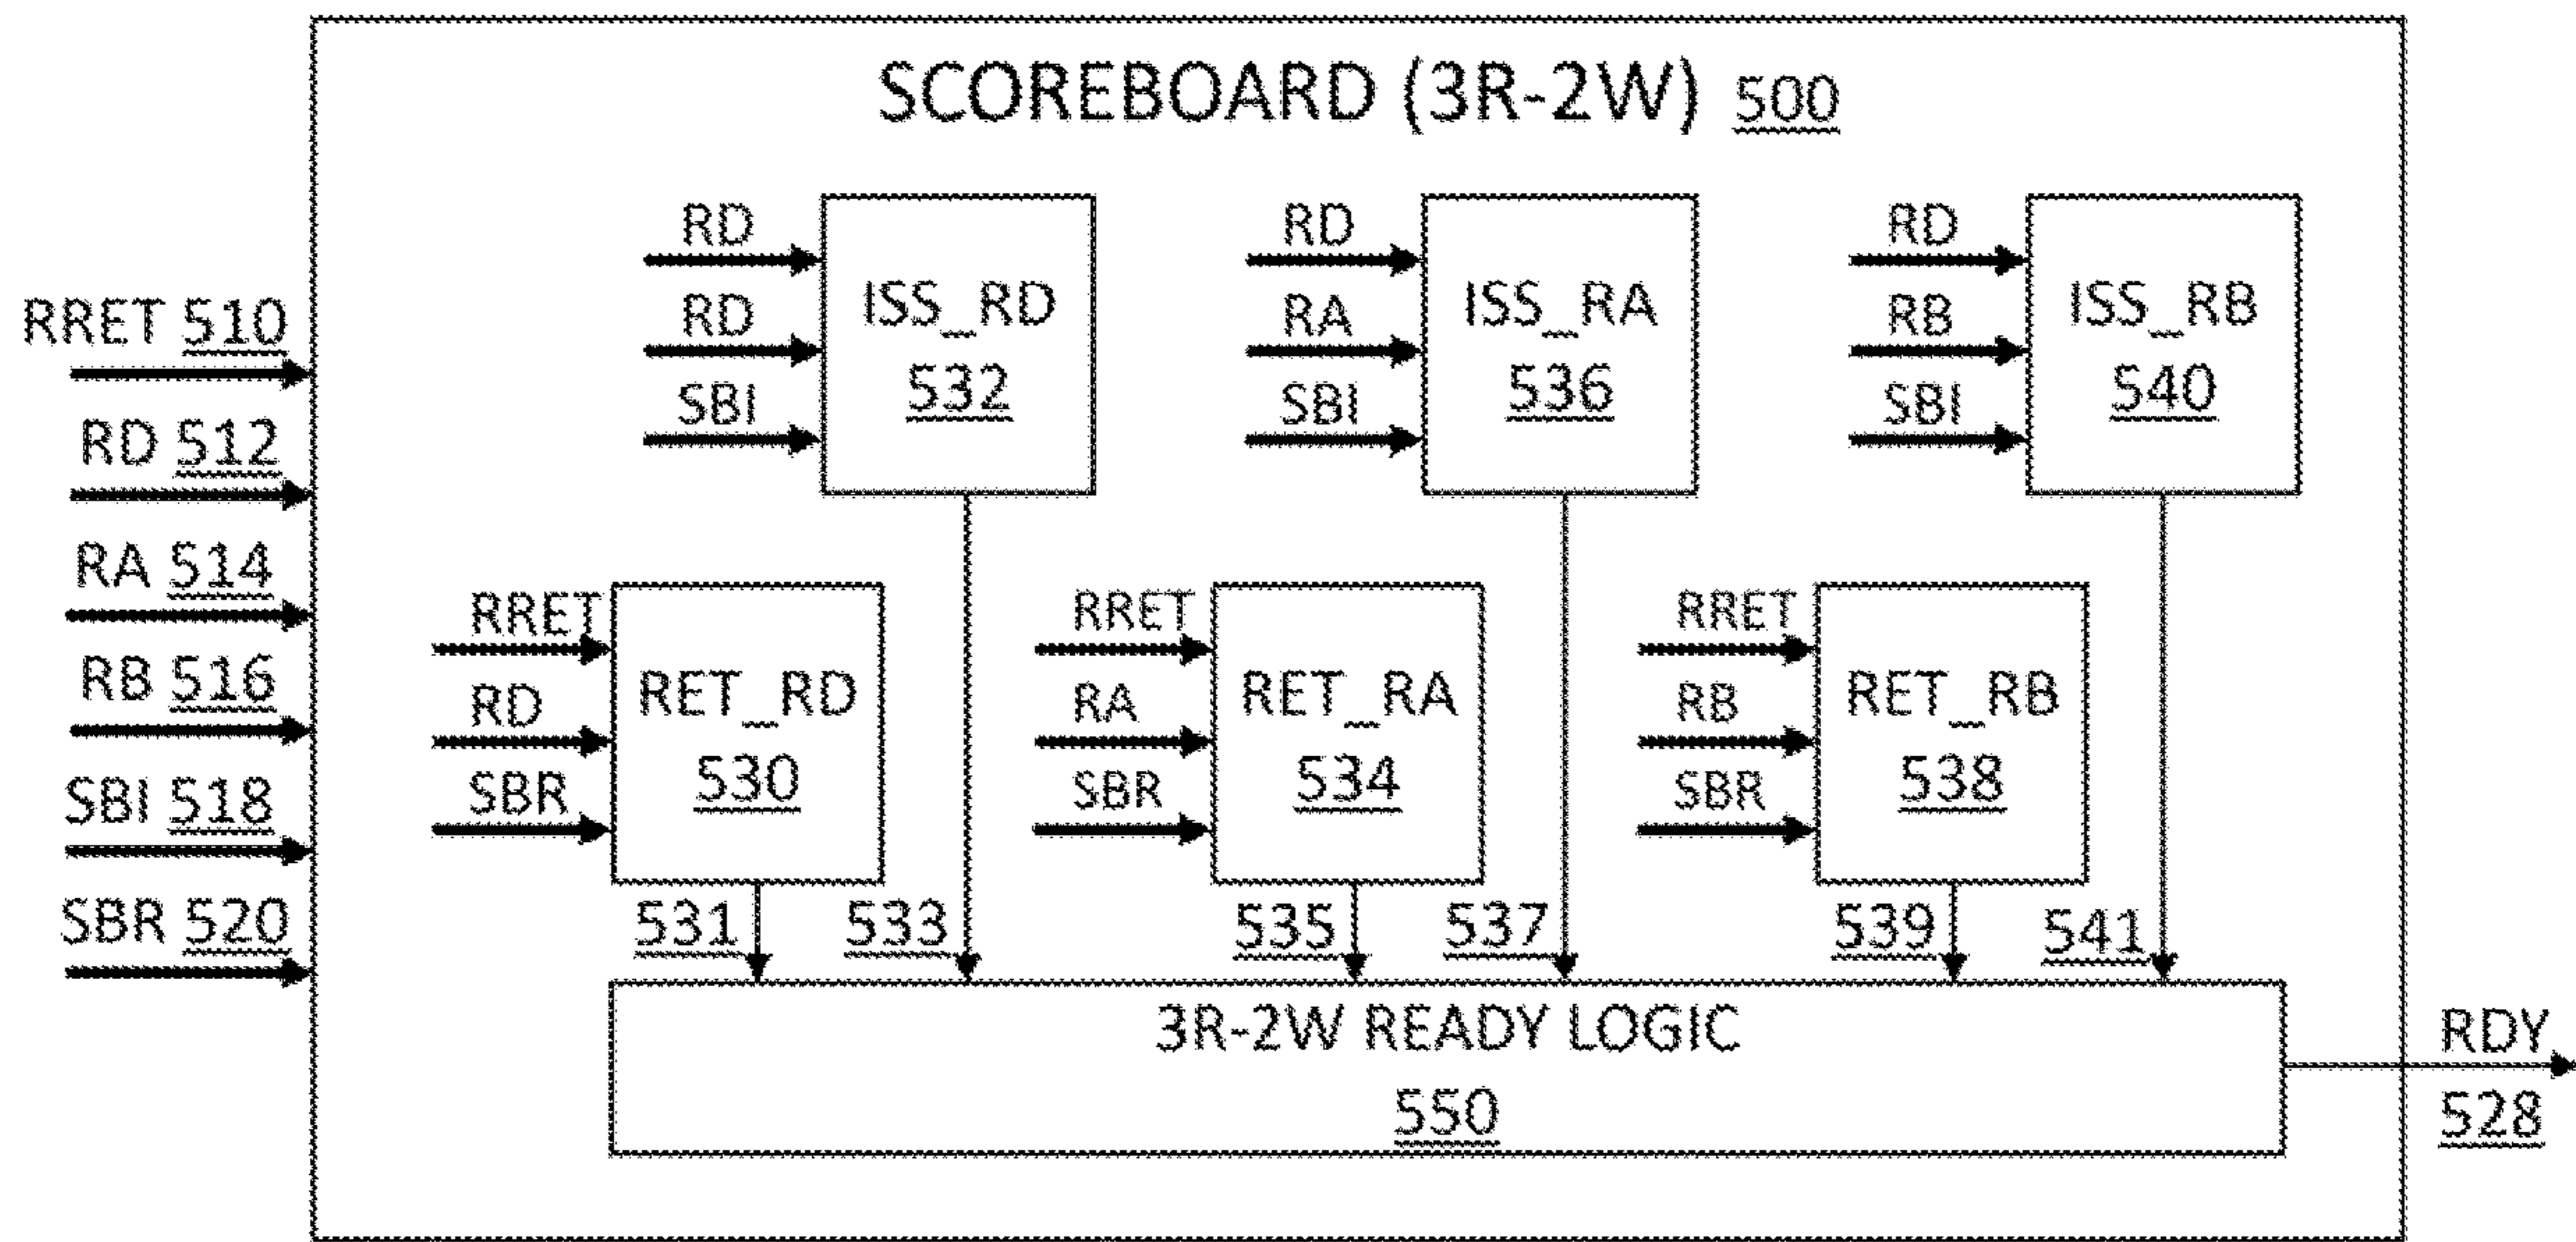 SCOREBOARD (3R-2W) 500
RRET 510
RD 512
RA 514
RB 516
SBI 518
SBR 520
RD
RD
SBI
ISS_RD
532
RD
RA
SBI
ISS_RA
536
RD
RB
SBI
ISS_RB
540
RRET
RD
SBR
RET_RD
530
RRET
RA
SBR
RET_RA
534
RRET
RB
SBR
RET_RB
538
531
533
535
537
539
541
3R-2W READY LOGIC
550
RDY
528